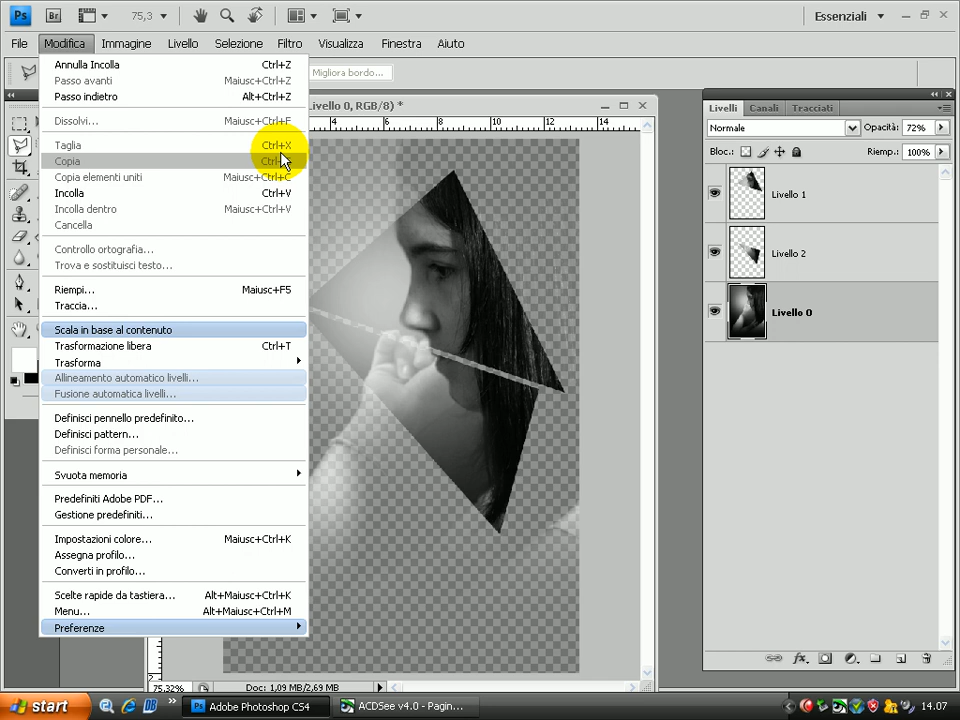 Ps
Br
75,3
Essenziali
File Modifica Immagine Livello Selezione Filtro Visualizza Finestra Aiuto
Annulla Incolla Ctrl+Z
Passo avanti Maiusc+Ctrl+Z
Passo indietro Alt+Ctrl+Z
Dissolvi... Maiusc+Ctrl+F
Taglia Ctrl+X
Copia
Copia elementi uniti Maiusc+Ctrl+C
Incolla Ctrl+V
Incolla dentro Maiusc+Ctrl+V
Cancella
Controllo ortografia...
Trova e sostituisci testo...
Riempi... Maiusc+F5
Traccia...
Scala in base al contenuto
Trasformazione libera Ctrl+T
Trasforma
Allineamento automatico livelli...
Fusione automatica livelli...
Definisci pennello predefinito...
Definisci pattern...
Definisci forma personale...
Svuota memoria
Predefiniti Adobe PDF...
Gestione predefiniti...
Impostazioni colore... Maiusc+Ctrl+K
Assegna profilo...
Converti in profilo...
Scelte rapide da tastiera... Alt+Maiusc+Ctrl+K
Menu... Alt+Maiusc+Ctrl+M
Preferenze
Migliora bordo...
Livello 0, RGB/8) *
4 6 8 10 12 14
Livelli Canali Tracciati
Normale Opacità: 72%
Bloc.: Riemp.: 100%
Livello 1
Livello 2
Livello 0
75,32% Doc: 1,09 MB/2,69 MB
start
Adobe Photoshop CS4
ACDSee v4.0 - Pagin...
14.07